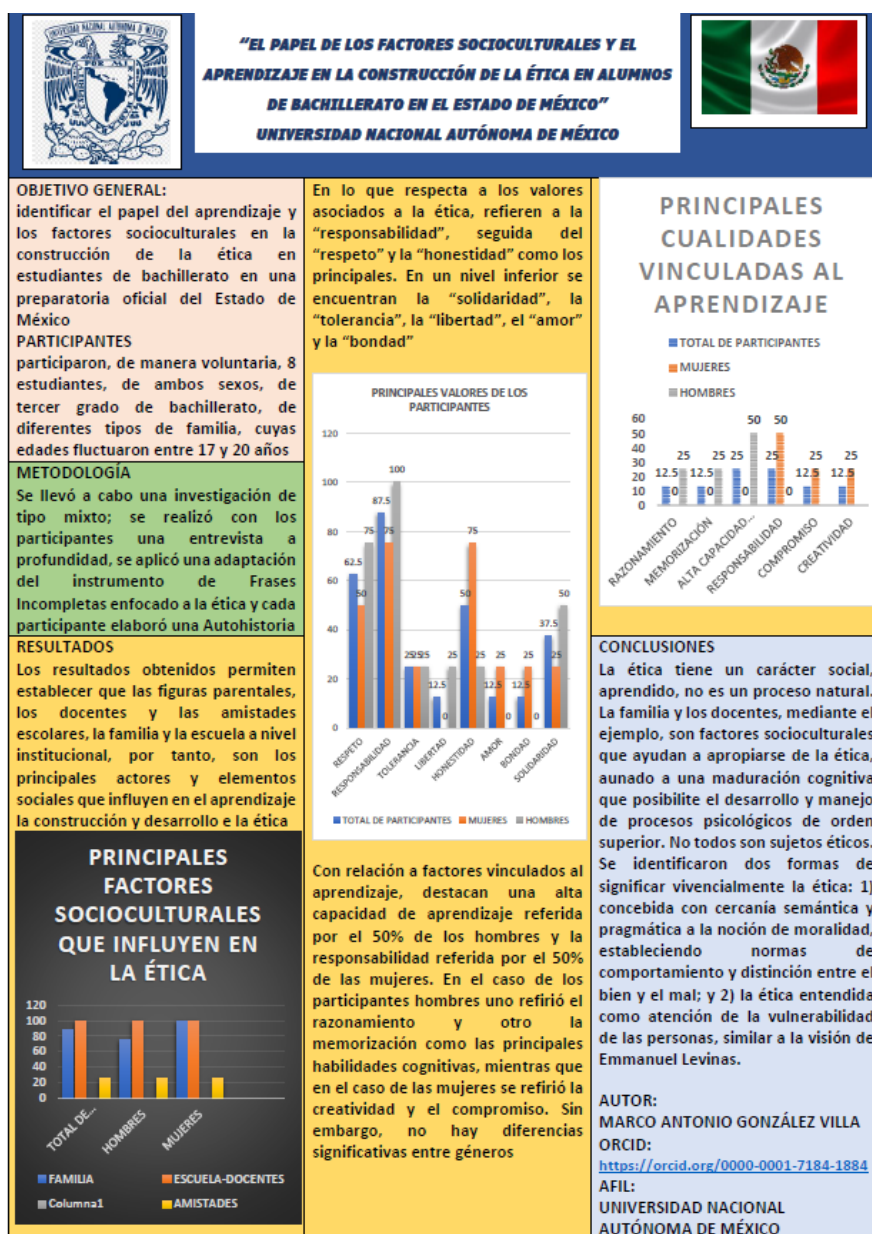 "EL PAPEL DE LOS FACTORES SOCIOCULTURALES Y EL
APRENDIZAJE EN LA CONSTRUCCIÓN DE LA ÉTICA EN ALUMNOS
DE BACHILLERATO EN EL ESTADO DE MÉXICO"
UNIVERSIDAD NACIONAL AUTÓNOMA DE MÉXICO
OBJETIVO GENERAL:
identificar el papel del aprendizaje y
los factores socioculturales en la
construcción de la ética en
estudiantes de bachillerato en una
preparatoria oficial del Estado de
México
PARTICIPANTES
participaron, de manera voluntaria, 8
estudiantes, de ambos sexos, de
tercer grado de bachillerato, de
diferentes tipos de familia, cuyas
edades fluctuaron entre 17 y 20 años
METODOLOGÍA
Se llevó a cabo una investigación de
tipo mixto; se realizó con los
participantes una entrevista a
profundidad, se aplicó una adaptación
del instrumento de Frases
Incompletas enfocado a la ética y cada
participante elaboró una Autohistoria
RESULTADOS
Los resultados obtenidos permiten
establecer que las figuras parentales,
los docentes y las amistades
escolares, la familia y la escuela a nivel
institucional, por tanto, son los
principales actores y elementos
sociales que influyen en el aprendizaje
la construcción y desarrollo e la ética
PRINCIPALES
FACTORES
SOCIOCULTURALES
QUE INFLUYEN EN
LA ÉTICA
120
100
80
60
40
20
0
TOTAL DE...
HOMBRES
MUJERES
FAMILIA
ESCUELA-DOCENTES
Columna1
AMISTADES
En lo que respecta a los valores
asociados a la ética, refieren a la
"responsabilidad", seguida del
"respeto" y la "honestidad" como los
principales. En un nivel inferior se
encuentran la "solidaridad", la
"tolerancia", la "libertad", el "amor"
y la "bondad"
PRINCIPALES VALORES DE LOS
PARTICIPANTES
120
100
80
60
40
20
0
62.5
50
75
87.5
75
100
25
25
25
12.5
0
25
50
75
25
12.5
25
0
12.5
25
0
37.5
25
50
RESPETO
RESPONSABILIDAD
TOLERANCIA
LIBERTAD
HONESTIDAD
AMOR
BONDAD
SOLIDARIDAD
TOTAL DE PARTICIPANTES
MUJERES
HOMBRES
Con relación a factores vinculados al
aprendizaje, destacan una alta
capacidad de aprendizaje referida
por el 50% de los hombres y la
responsabilidad referida por el 50%
de las mujeres. En el caso de los
participantes hombres uno refirió el
razonamiento y otro la
memorización como las principales
habilidades cognitivas, mientras que
en el caso de las mujeres se refirió la
creatividad y el compromiso. Sin
embargo, no hay diferencias
significativas entre géneros
PRINCIPALES
CUALIDADES
VINCULADAS AL
APRENDIZAJE
TOTAL DE PARTICIPANTES
MUJERES
HOMBRES
60
50
40
30
20
10
0
12.5
0
25
12.5
0
25
25
0
50
25
50
0
12.5
25
12.5
25
RAZONAMIENTO
MEMORIZACIÓN
ALTA CAPACIDAD...
RESPONSABILIDAD
COMPROMISO
CREATIVIDAD
CONCLUSIONES
La ética tiene un carácter social,
aprendido, no es un proceso natural.
La familia y los docentes, mediante el
ejemplo, son factores socioculturales
que ayudan a apropiarse de la ética,
aunado a una maduración cognitiva
que posibilite el desarrollo y manejo
de procesos psicológicos de orden
superior. No todos son sujetos éticos.
Se identificaron dos formas de
significar vivencialmente la ética: 1)
concebida con cercanía semántica y
pragmática a la noción de moralidad,
estableciendo normas de
comportamiento y distinción entre el
bien y el mal; y 2) la ética entendida
como atención de la vulnerabilidad
de las personas, similar a la visión de
Emmanuel Levinas.
AUTOR:
MARCO ANTONIO GONZÁLEZ VILLA
ORCID:
https://orcid.org/0000-0001-7184-1884
AFIL:
UNIVERSIDAD NACIONAL
AUTÓNOMA DE MÉXICO